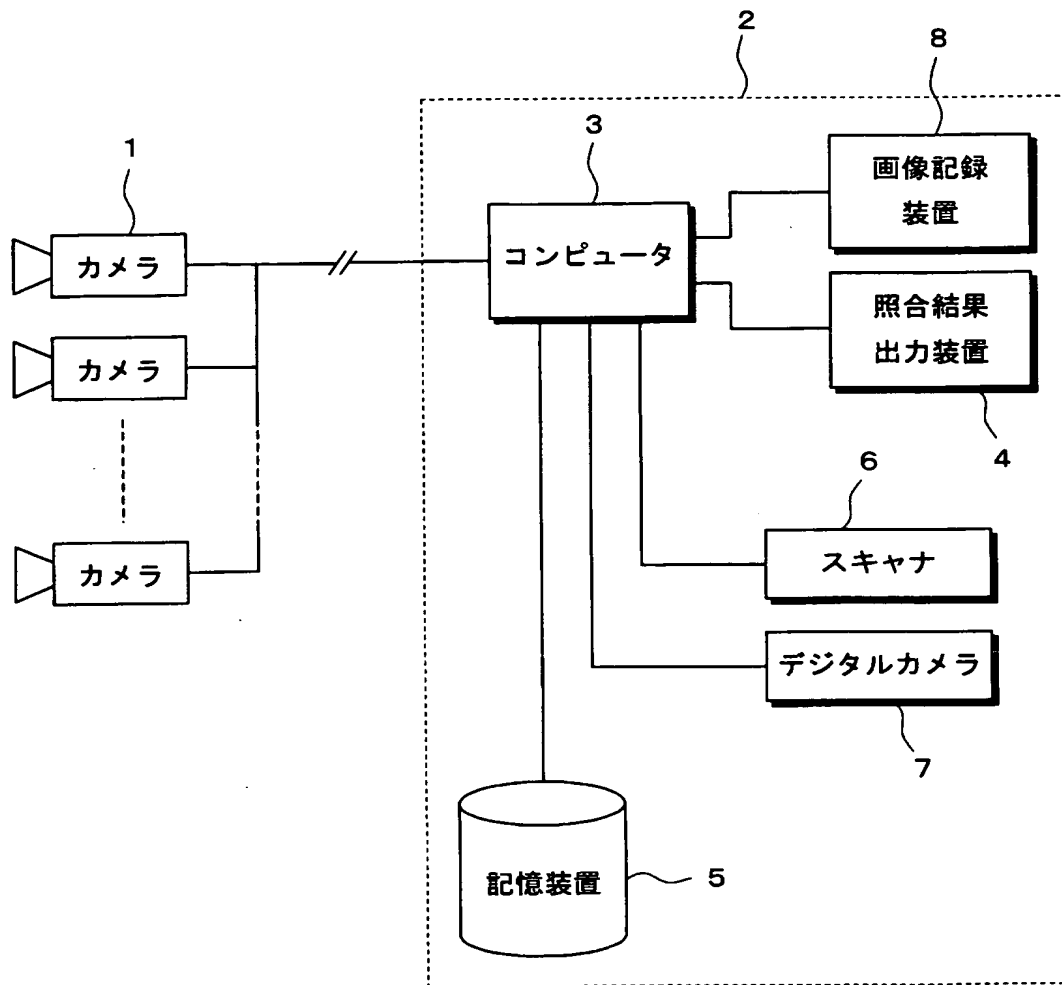 2
8
1
3
画像記録
装置
カメラ
コンピュータ
照合結果
出力装置
カメラ
4
6
カメラ
スキャナ
デジタルカメラ
7
記憶装置
5